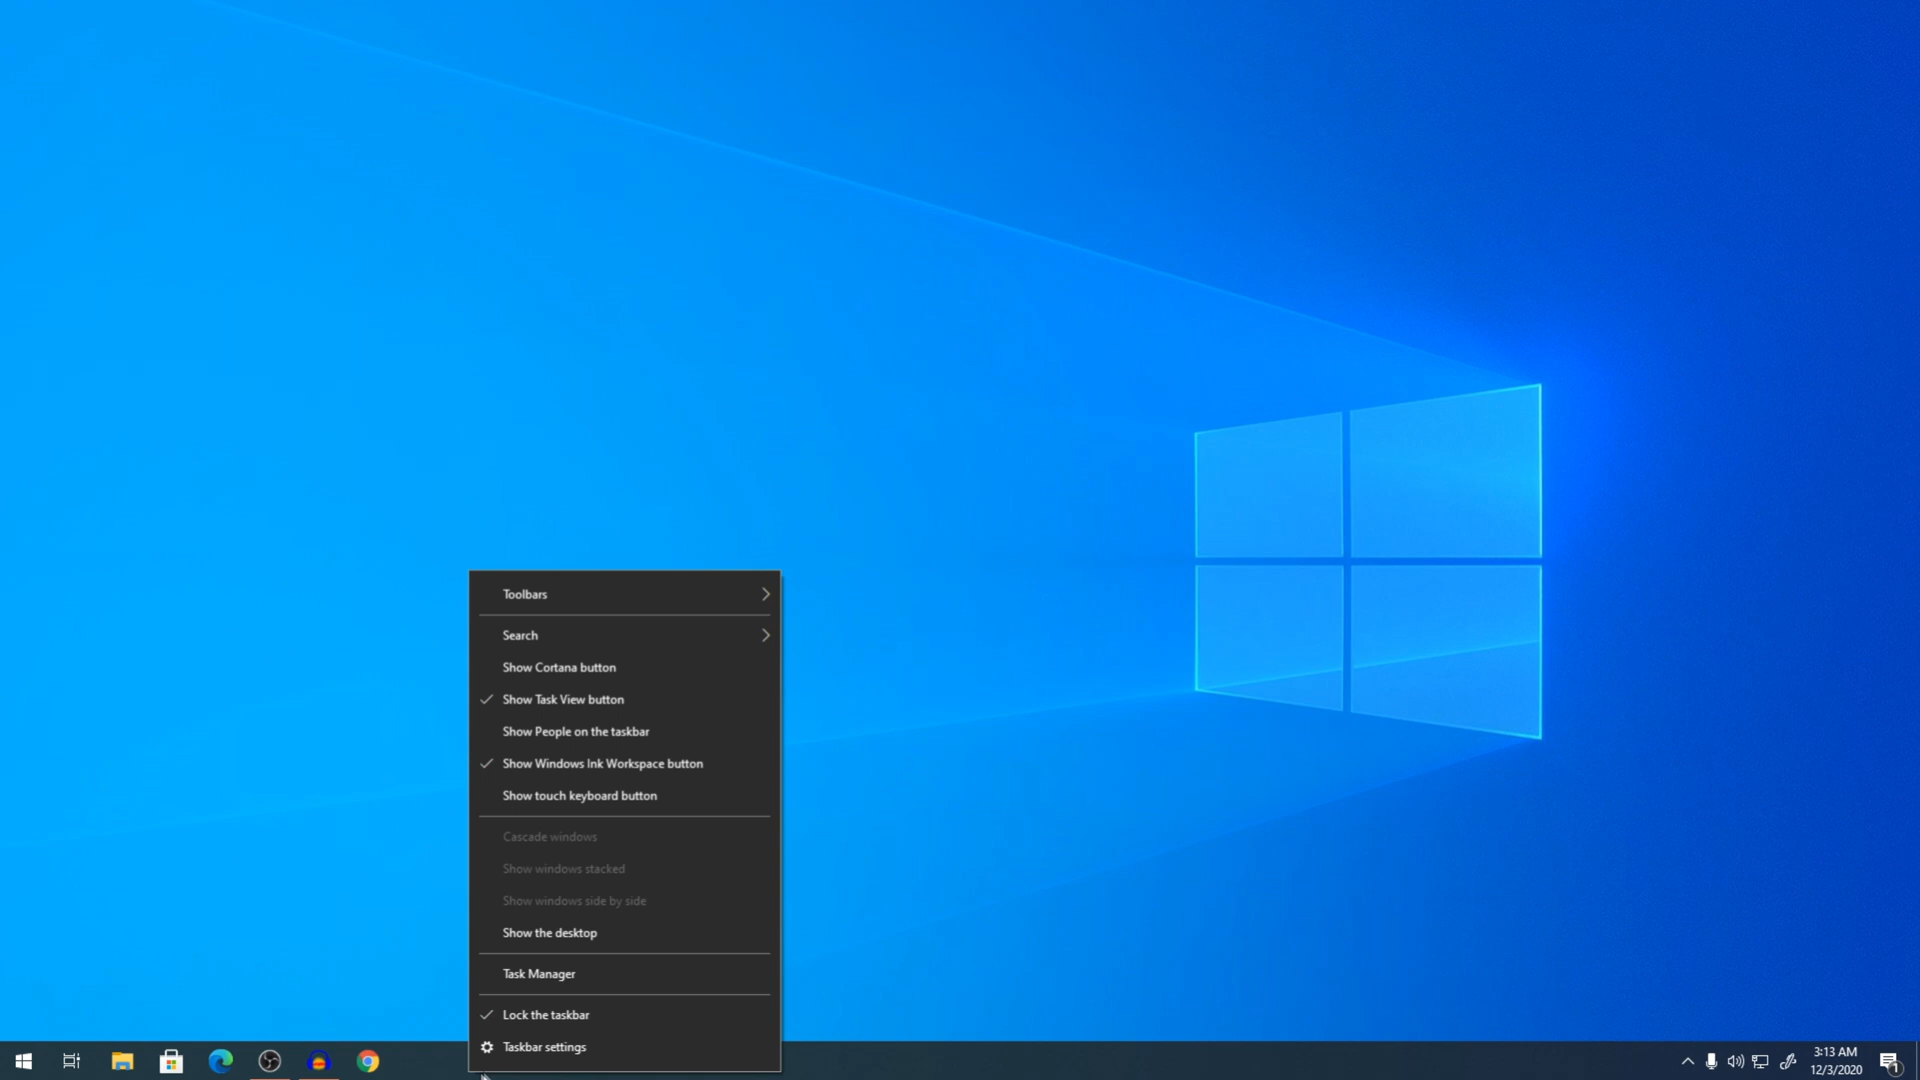 Toolbars
Search
Show Cortana button
Show Task View button
Show People on the taskbar
Show Windows Ink Workspace button
Show touch keyboard button
Cascade windows
Show windows stacked
Show windows side by side
Show the desktop
Task Manager
Lock the taskbar
Taskbar settings
3:13 AM
12/3/2020
1